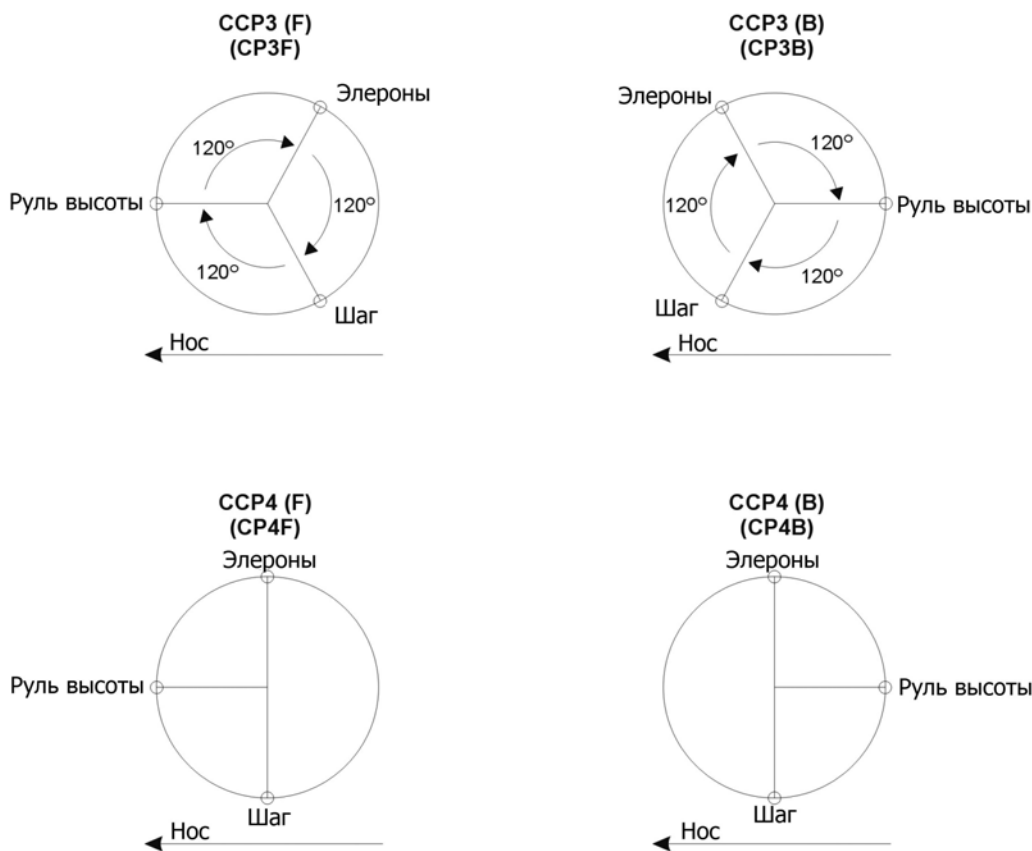 CCP3 (F)
(CP3F)
Элероны
120°
120°
Руль высоты
120°
Шаг
Нос
CCP3 (B)
(CP3B)
Элероны
120°
120°
Руль высоты
120°
Шаг
Нос
CCP4 (F)
(CP4F)
Элероны
Руль высоты
Шаг
Нос
CCP4 (B)
(CP4B)
Элероны
Руль высоты
Шаг
Нос